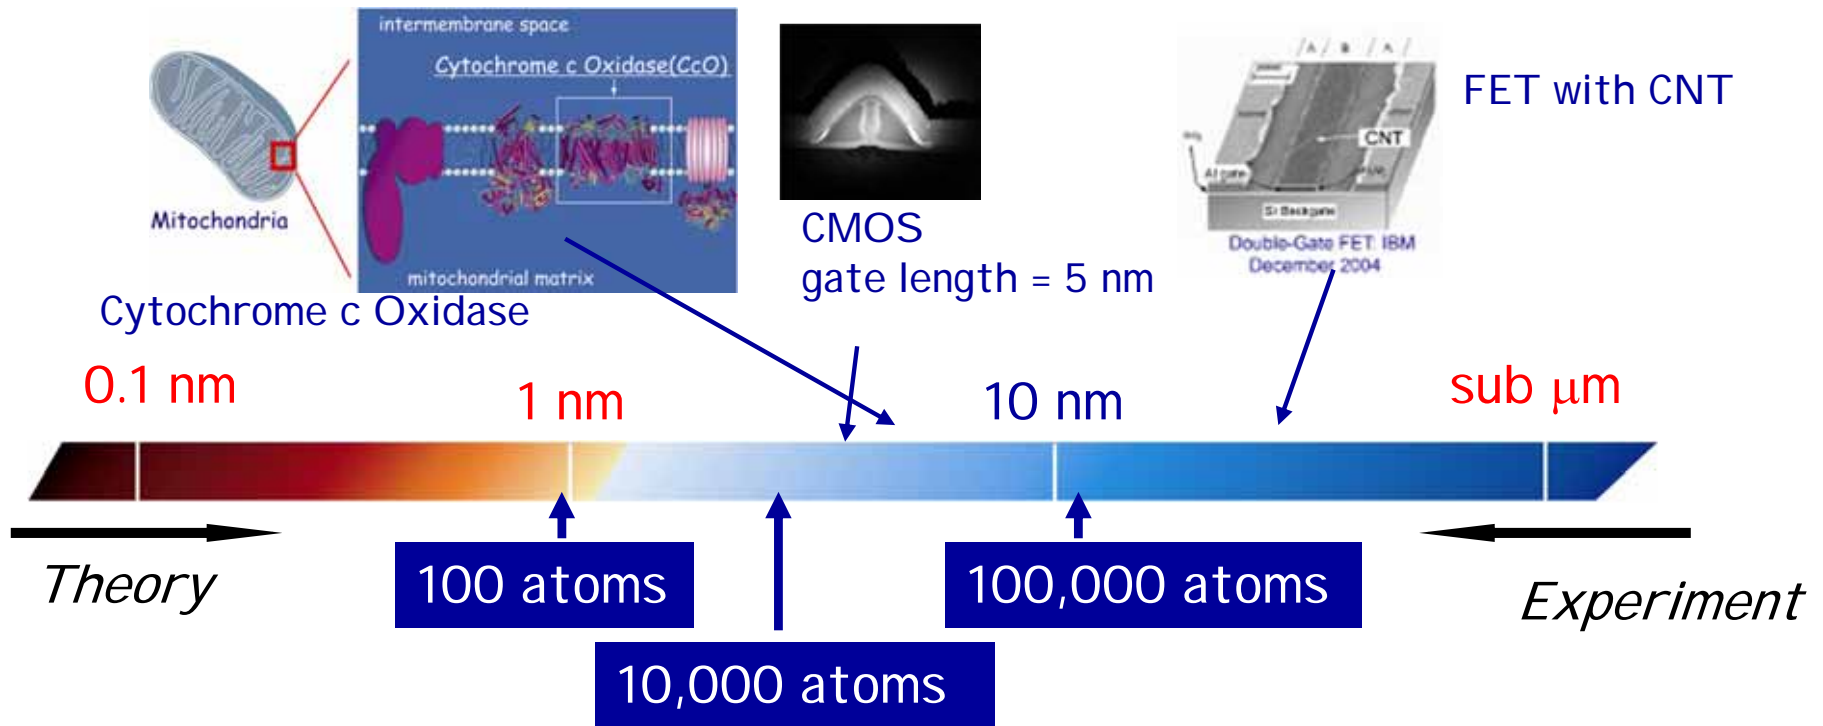 intermembrane space
Cytochrome c Oxidase(CcO)
Mitochondria
mitochondrial matrix
Cytochrome c Oxidase
CMOS
gate length = 5 nm
A B A
CNT
Al gate
Si Backgate
Double-Gate FET: IBM
December 2004
FET with CNT
0.1 nm
1 nm
10 nm
sub μm
Theory
100 atoms
10,000 atoms
100,000 atoms
Experiment